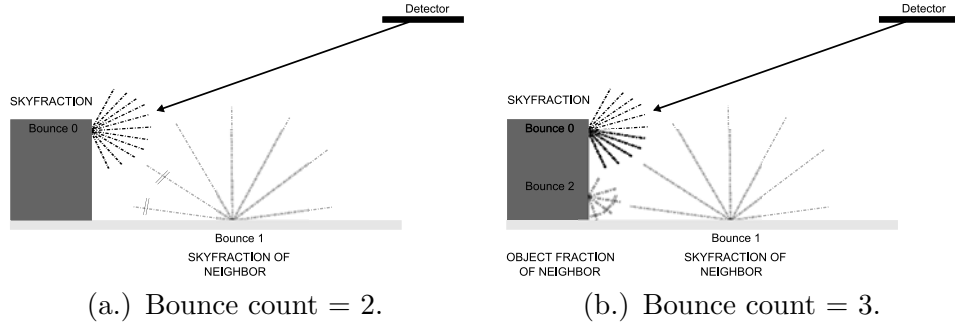 Detector
SKYFRACTION
Bounce 0
Bounce 1
SKYFRACTION OF
NEIGHBOR
(a.) Bounce count = 2.
Detector
SKYFRACTION
Bounce 0
Bounce 2
Bounce 1
OBJECT FRACTION
OF NEIGHBOR
SKYFRACTION OF
NEIGHBOR
(b.) Bounce count = 3.